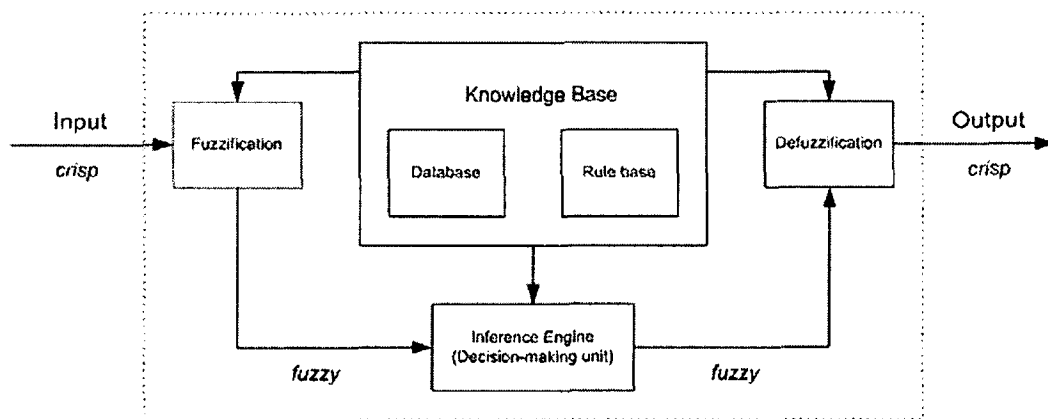 Knowledge Base
Input
Fuzzification
Database
Rule base
Defuzzification
Output
crisp
crisp
Inference Engine
(Decision-making unit)
fuzzy
fuzzy